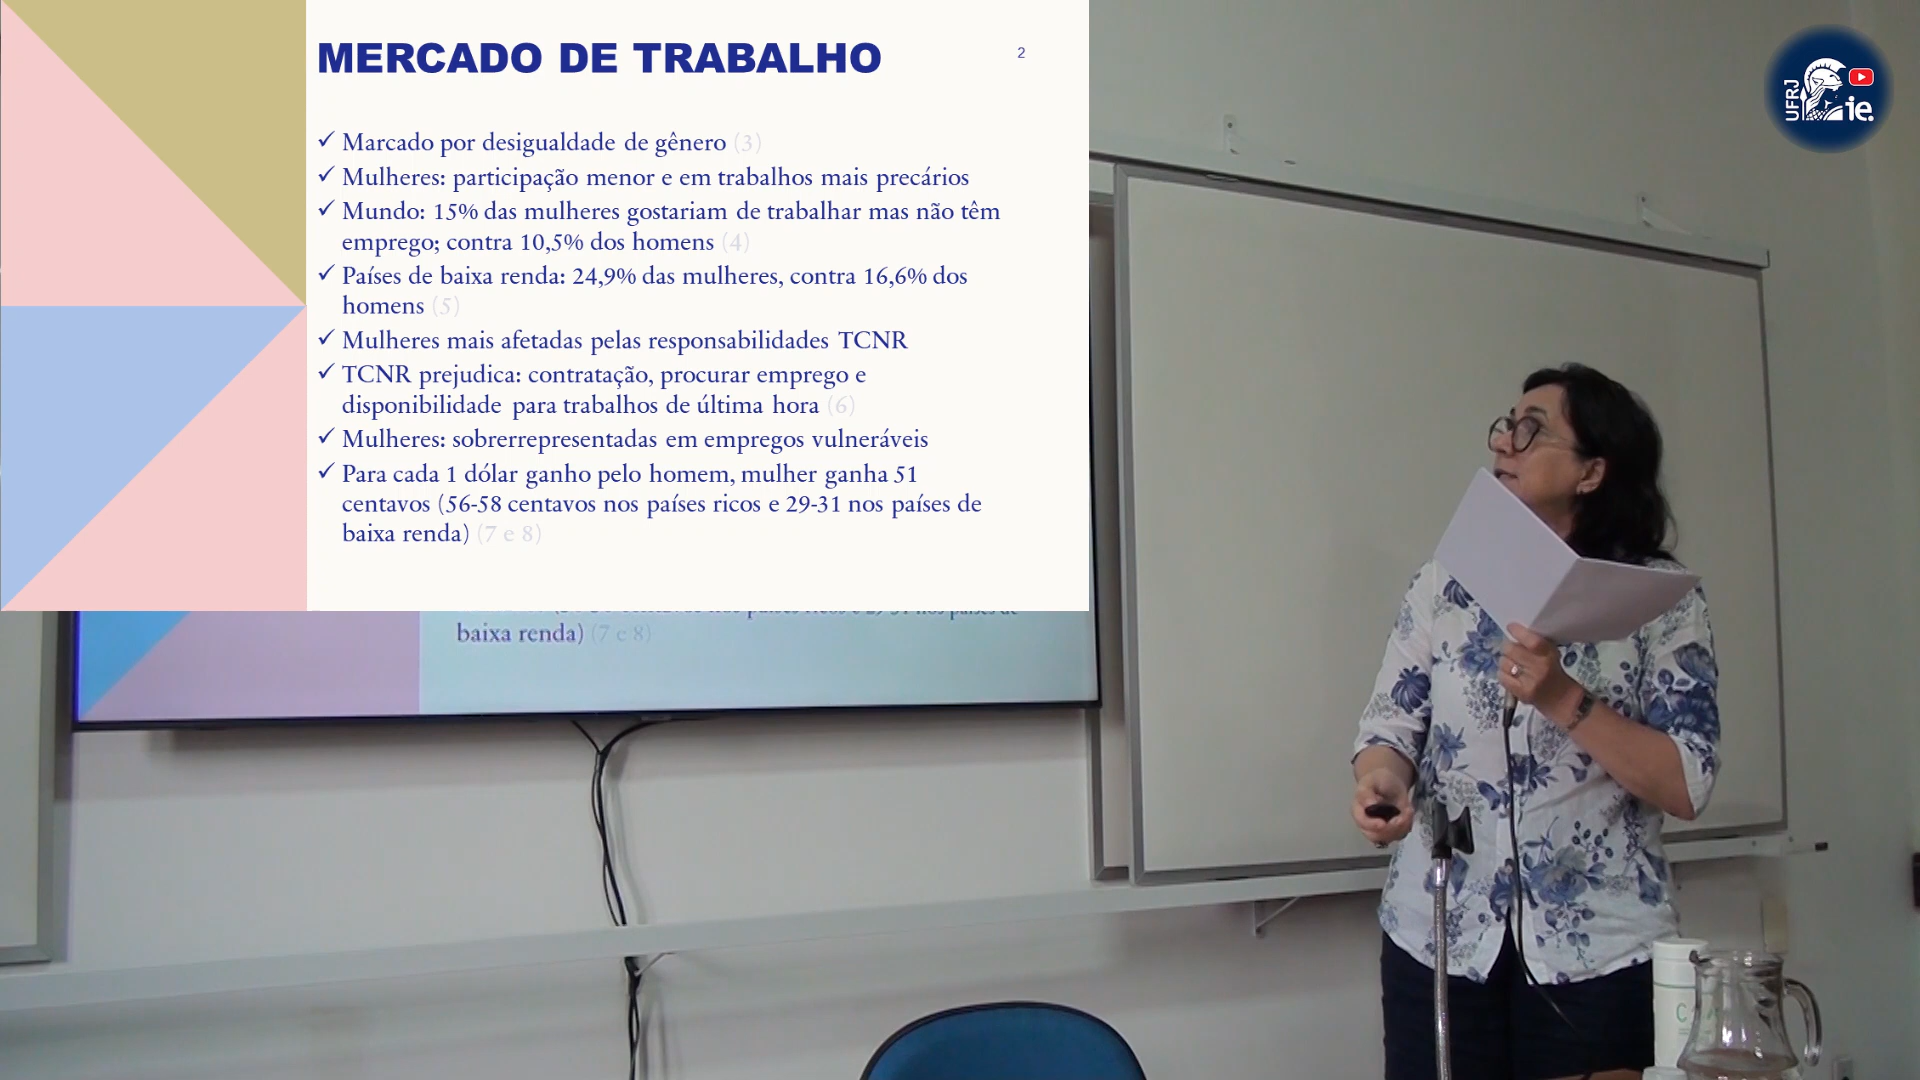 MERCADO DE TRABALHO
2
✓ Marcado por desigualdade de gênero (3)
✓ Mulheres: participação menor e em trabalhos mais precários
✓ Mundo: 15% das mulheres gostariam de trabalhar mas não têm
emprego; contra 10,5% dos homens (4)
✓ Países de baixa renda: 24,9% das mulheres, contra 16,6% dos
homens (5)
✓ Mulheres mais afetadas pelas responsabilidades TCNR
✓ TCNR prejudica: contratação, procurar emprego e
disponibilidade para trabalhos de última hora (6)
✓ Mulheres: sobrerrepresentadas em empregos vulneráveis
✓ Para cada 1 dólar ganho pelo homem, mulher ganha 51
centavos (56-58 centavos nos países ricos e 29-31 nos países de
baixa renda) (7 e 8)
baixa renda) (7 e 8)
UFRJ
ie.